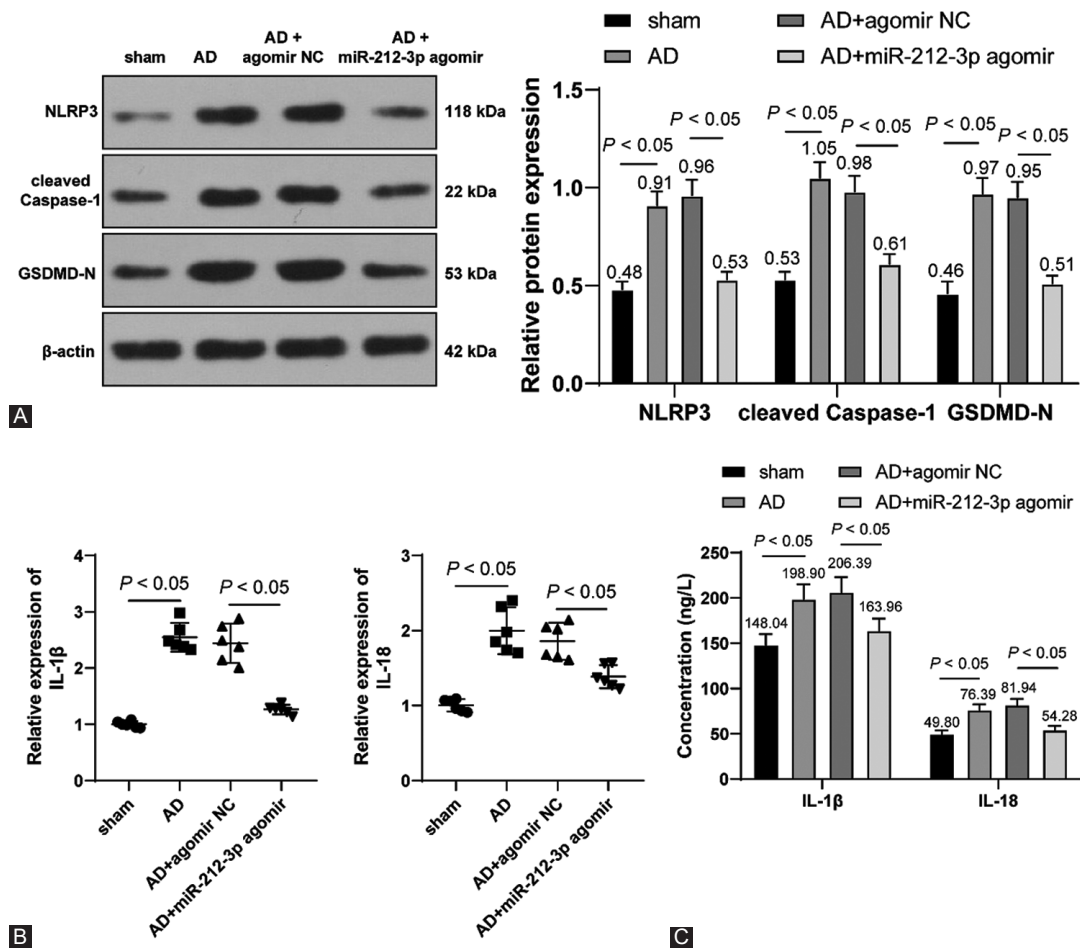 AD + AD +
sham AD agomir NC miR-212-3p agomir
NLRP3 118 kDa
cleaved
Caspase-1 22 kDa
GSDMD-N 53 kDa
β-actin 42 kDa
A
sham AD+agomir NC
AD AD+miR-212-3p agomir
Relative protein expression
1.5
1.0
0.5
0.0
P < 0.05 P < 0.05
0.48 0.91 0.96 0.53
NLRP3
P < 0.05 P < 0.05
0.53 1.05 0.98 0.61
cleaved Caspase-1
P < 0.05 P < 0.05
0.46 0.97 0.95 0.51
GSDMD-N
Relative expression of
IL-1β
4
3
2
1
0
P < 0.05 P < 0.05
sham
AD
AD+agomir NC
AD+miR-212-3p agomir
B
Relative expression of
IL-18
3
2
1
0
P < 0.05 P < 0.05
sham
AD
AD+agomir NC
AD+miR-212-3p agomir
sham AD+agomir NC
AD AD+miR-212-3p agomir
Concentration (ng/L)
250
200
150
100
50
0
P < 0.05 P < 0.05
148.04 198.90 206.39 163.96
IL-1β
P < 0.05 P < 0.05
49.80 76.39 81.94 54.28
IL-18
C